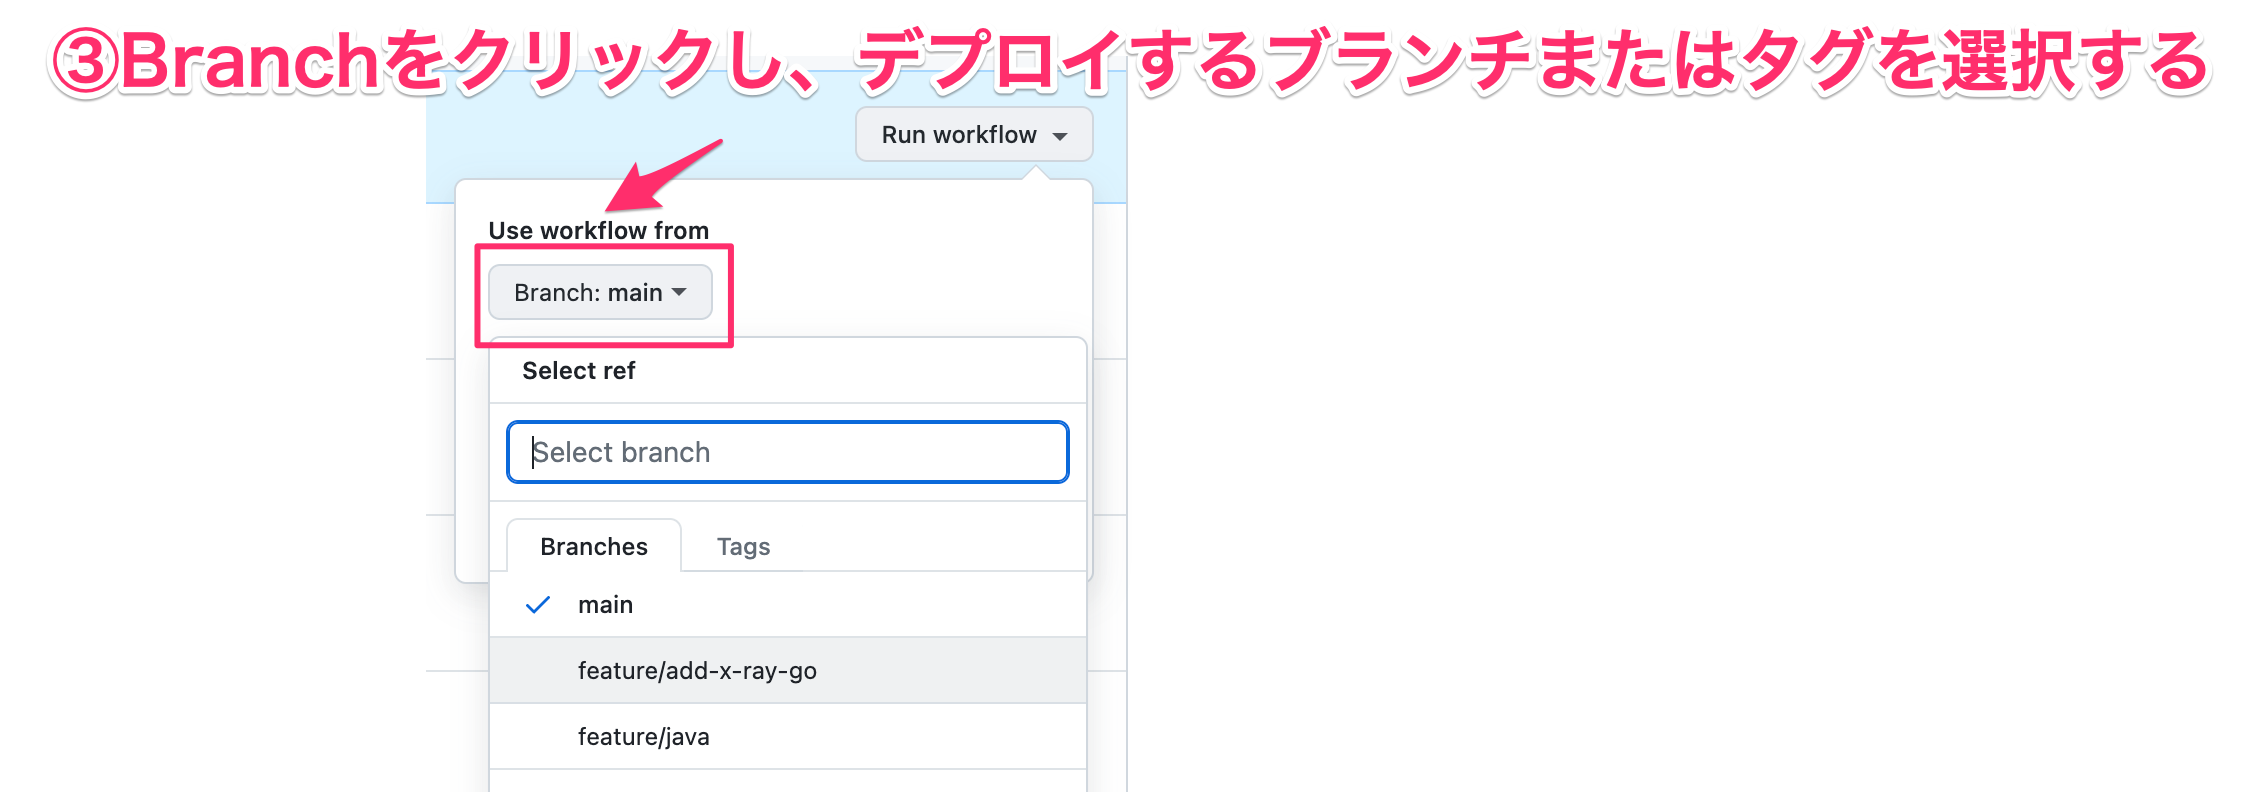 ③Branchをクリックし、デプロイするブランチまたはタグを選択する
Run workflow
Use workflow from
Branch: main
Select ref
Select branch
Branches Tags
main
feature/add-x-ray-go
feature/java